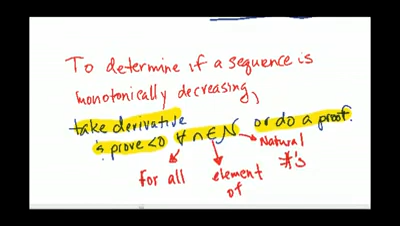 To determine if a sequence is
monotonically decreasing,
take derivative
& prove <0 ∀ n ∈ N or do a proof.
for all element of Natural #'s